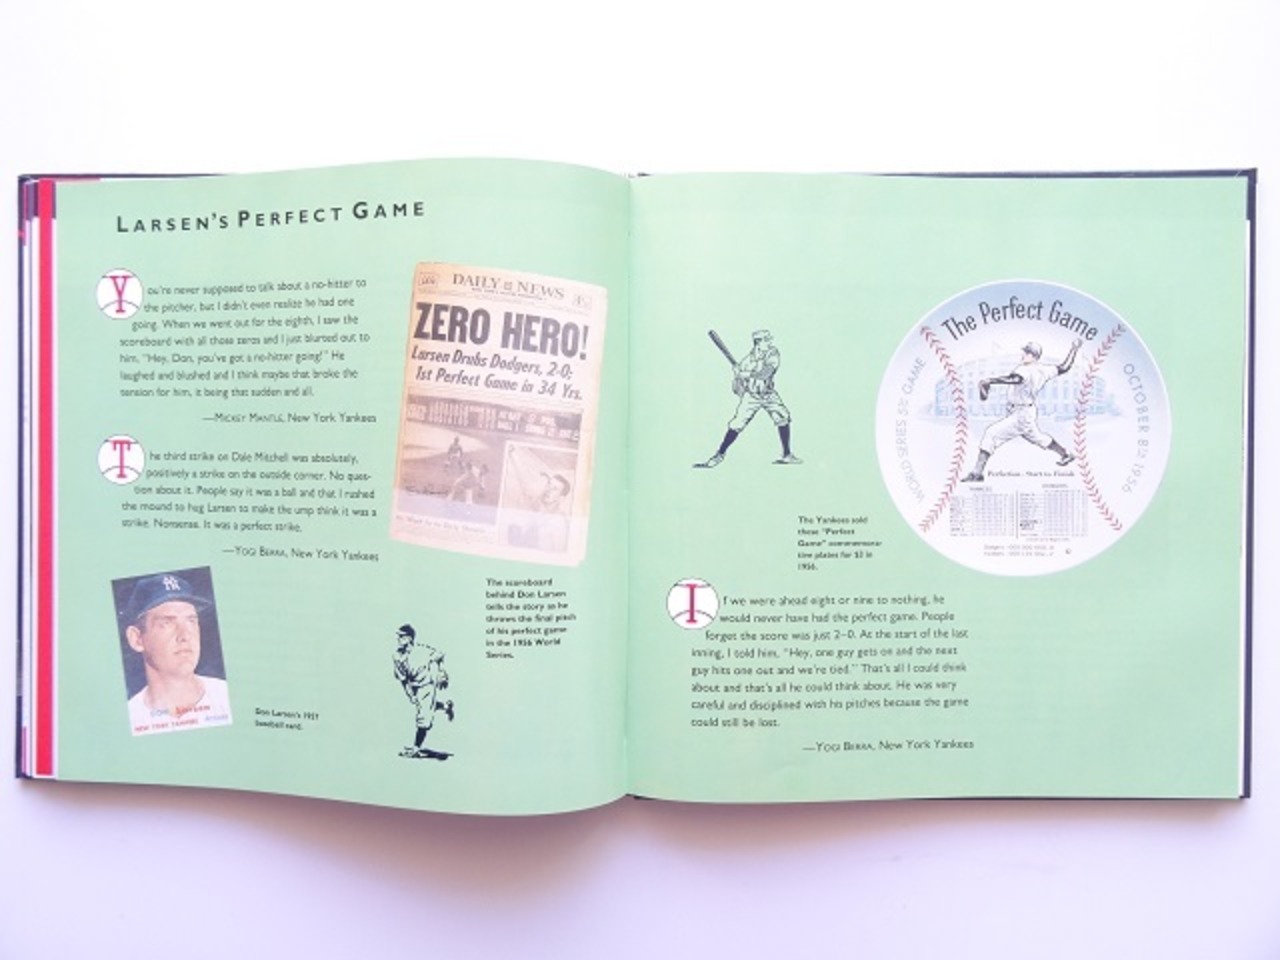 LARSEN'S PERFECT GAME
You're never supposed to talk about a no-hitter to
the pitcher, but I didn't even realize he had one
going. When we went out for the eighth, I saw the
scoreboard with all those zeros and I just blurted out to
him, "Hey, Don, you've got a no-hitter going!" He
laughed and blushed and I think maybe that broke the
tension for him, it being that sudden and all.
—MICKEY MANTLE, New York Yankees
The third strike on Dale Mitchell was absolutely,
positively a strike on the outside corner. No ques-
tion about it. People say it was a ball and that I rushed
the mound to hug Larsen to make the ump think it was a
strike. Nonsense. It was a perfect strike.
—YOGI BERRA, New York Yankees
NY
NEW YORK YANKEES
Don Larsen's 1957
baseball card.
DAILY NEWS
ZERO HERO!
Larsen Drubs Dodgers, 2-0;
1st Perfect Game in 34 Yrs.
The scoreboard
behind Don Larsen
tells the story as he
throws the final pitch
of his perfect game
in the 1956 World
Series.
The Perfect Game
WORLD SERIES 5th GAME
OCTOBER 8th 1956
Perfection - Start to Finish
The Yankees sold
these "Perfect
Game" commemora-
tive plates for $3 in
1956.
If we were ahead eight or nine to nothing, he
would never have had the perfect game. People
forget the score was just 2–0. At the start of the last
inning, I told him, "Hey, one guy gets on and the next
guy hits one out and we're tied." That's all I could think
about and that's all he could think about. He was very
careful and disciplined with his pitches because the game
could still be lost.
—YOGI BERRA, New York Yankees